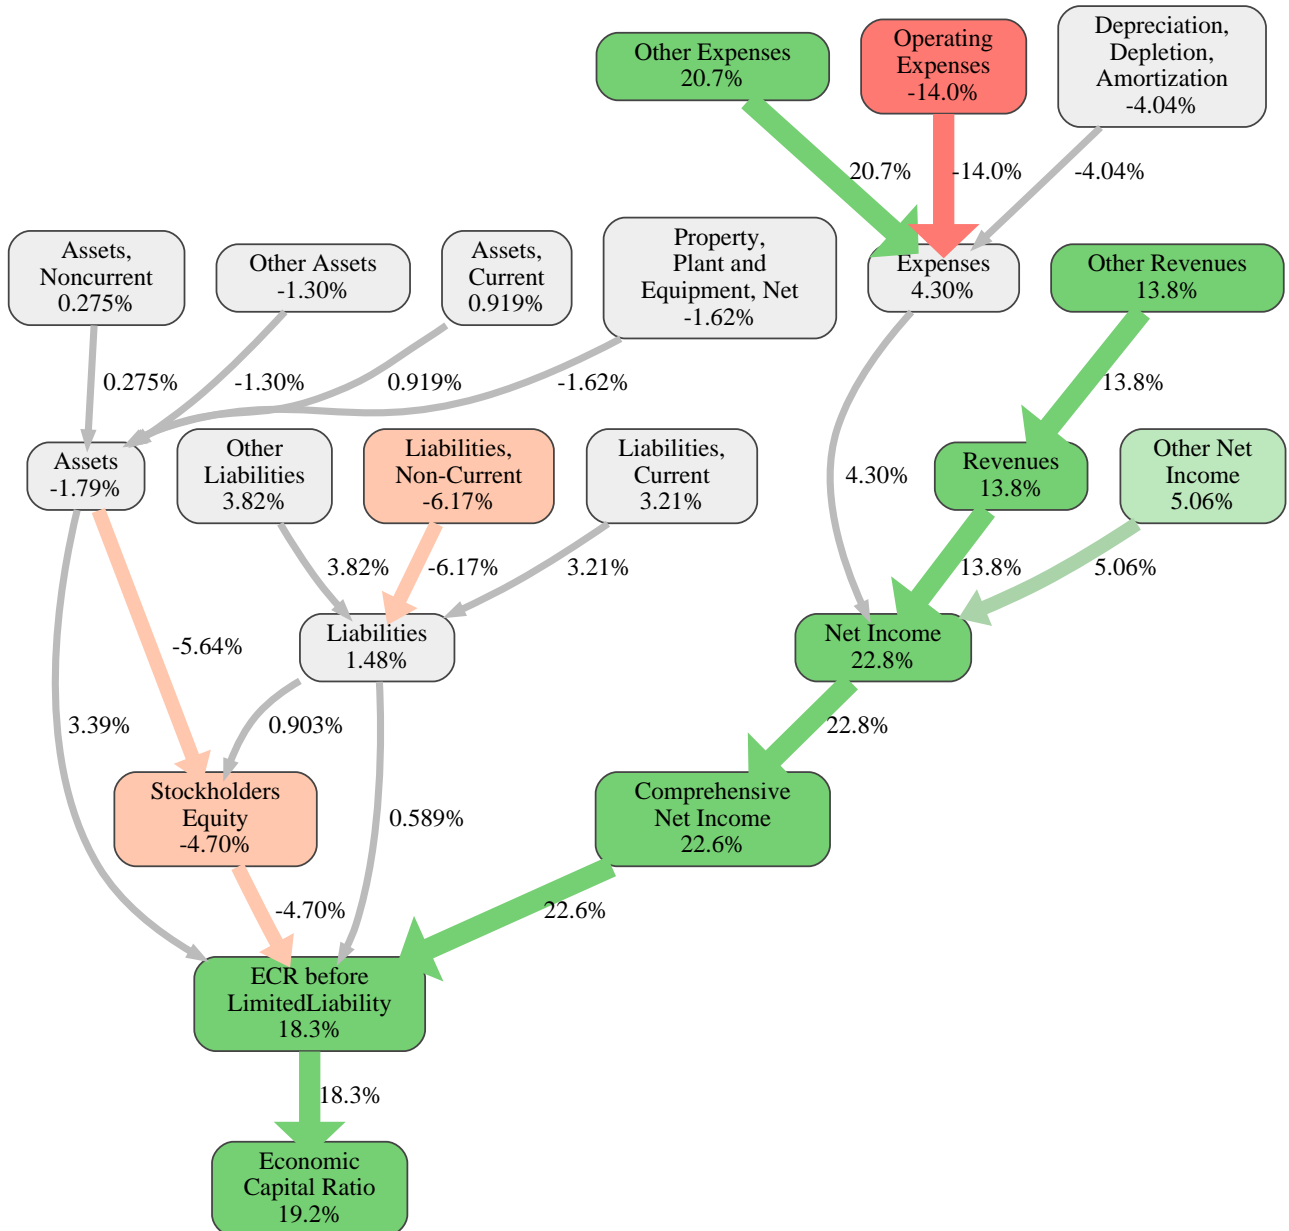 Other Expenses
20.7%
Operating
Expenses
-14.0%
Depreciation,
Depletion,
Amortization
-4.04%
20.7%
-14.0%
-4.04%
Assets,
Noncurrent
0.275%
Other Assets
-1.30%
Assets,
Current
0.919%
Property,
Plant and
Equipment, Net
-1.62%
Expenses
4.30%
Other Revenues
13.8%
0.275%
-1.30%
0.919%
-1.62%
13.8%
Assets
-1.79%
Other
Liabilities
3.82%
Liabilities,
Non-Current
-6.17%
Liabilities,
Current
3.21%
4.30%
Revenues
13.8%
Other Net
Income
5.06%
3.82%
-6.17%
3.21%
13.8%
5.06%
-5.64%
Liabilities
1.48%
Net Income
22.8%
3.39%
0.903%
22.8%
Stockholders
Equity
-4.70%
0.589%
Comprehensive
Net Income
22.6%
-4.70%
22.6%
ECR before
LimitedLiability
18.3%
18.3%
Economic
Capital Ratio
19.2%